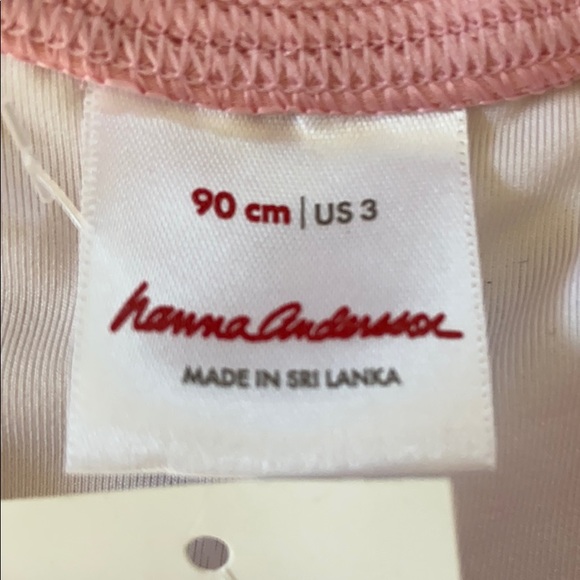 90 cm | US 3
hanna andersson
MADE IN SRI LANKA